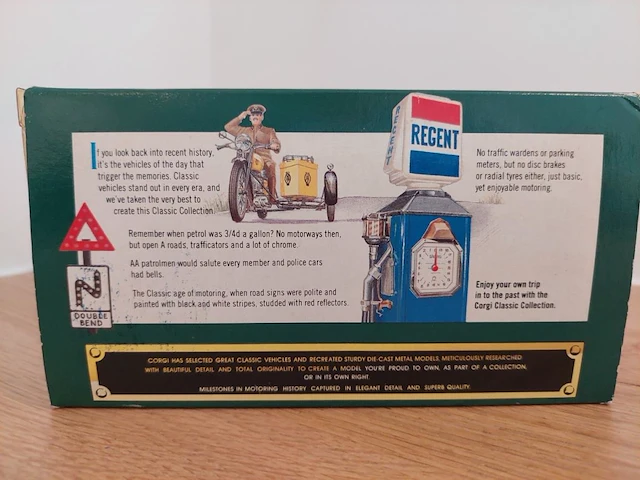 If you look back into recent history,
it's the vehicles of the day that
trigger the memories. Classic
vehicles stand out in every era, and
we've taken the very best to
create this Classic Collection.
Remember when petrol was 3/4d a gallon? No motorways then,
but open A roads, trafficators and a lot of chrome.
AA patrolmen would salute every member and police cars
had bells.
The Classic age of motoring, when road signs were polite and
painted with black and white stripes, studded with red reflectors.
DOUBLE
BEND
REGENT
No traffic wardens or parking
meters, but no disc brakes
or radial tyres either, just basic,
yet enjoyable motoring.
Enjoy your own trip
in to the past with the
Corgi Classic Collection.
CORGI HAS SELECTED GREAT CLASSIC VEHICLES AND RECREATED STURDY DIE-CAST METAL MODELS, METICULOUSLY RESEARCHED
WITH BEAUTIFUL DETAIL AND TOTAL ORIGINALITY TO CREATE A MODEL YOU'RE PROUD TO OWN, AS PART OF A COLLECTION,
OR IN ITS OWN RIGHT.
MILESTONES IN MOTORING HISTORY CAPTURED IN ELEGANT DETAIL AND SUPERB QUALITY.